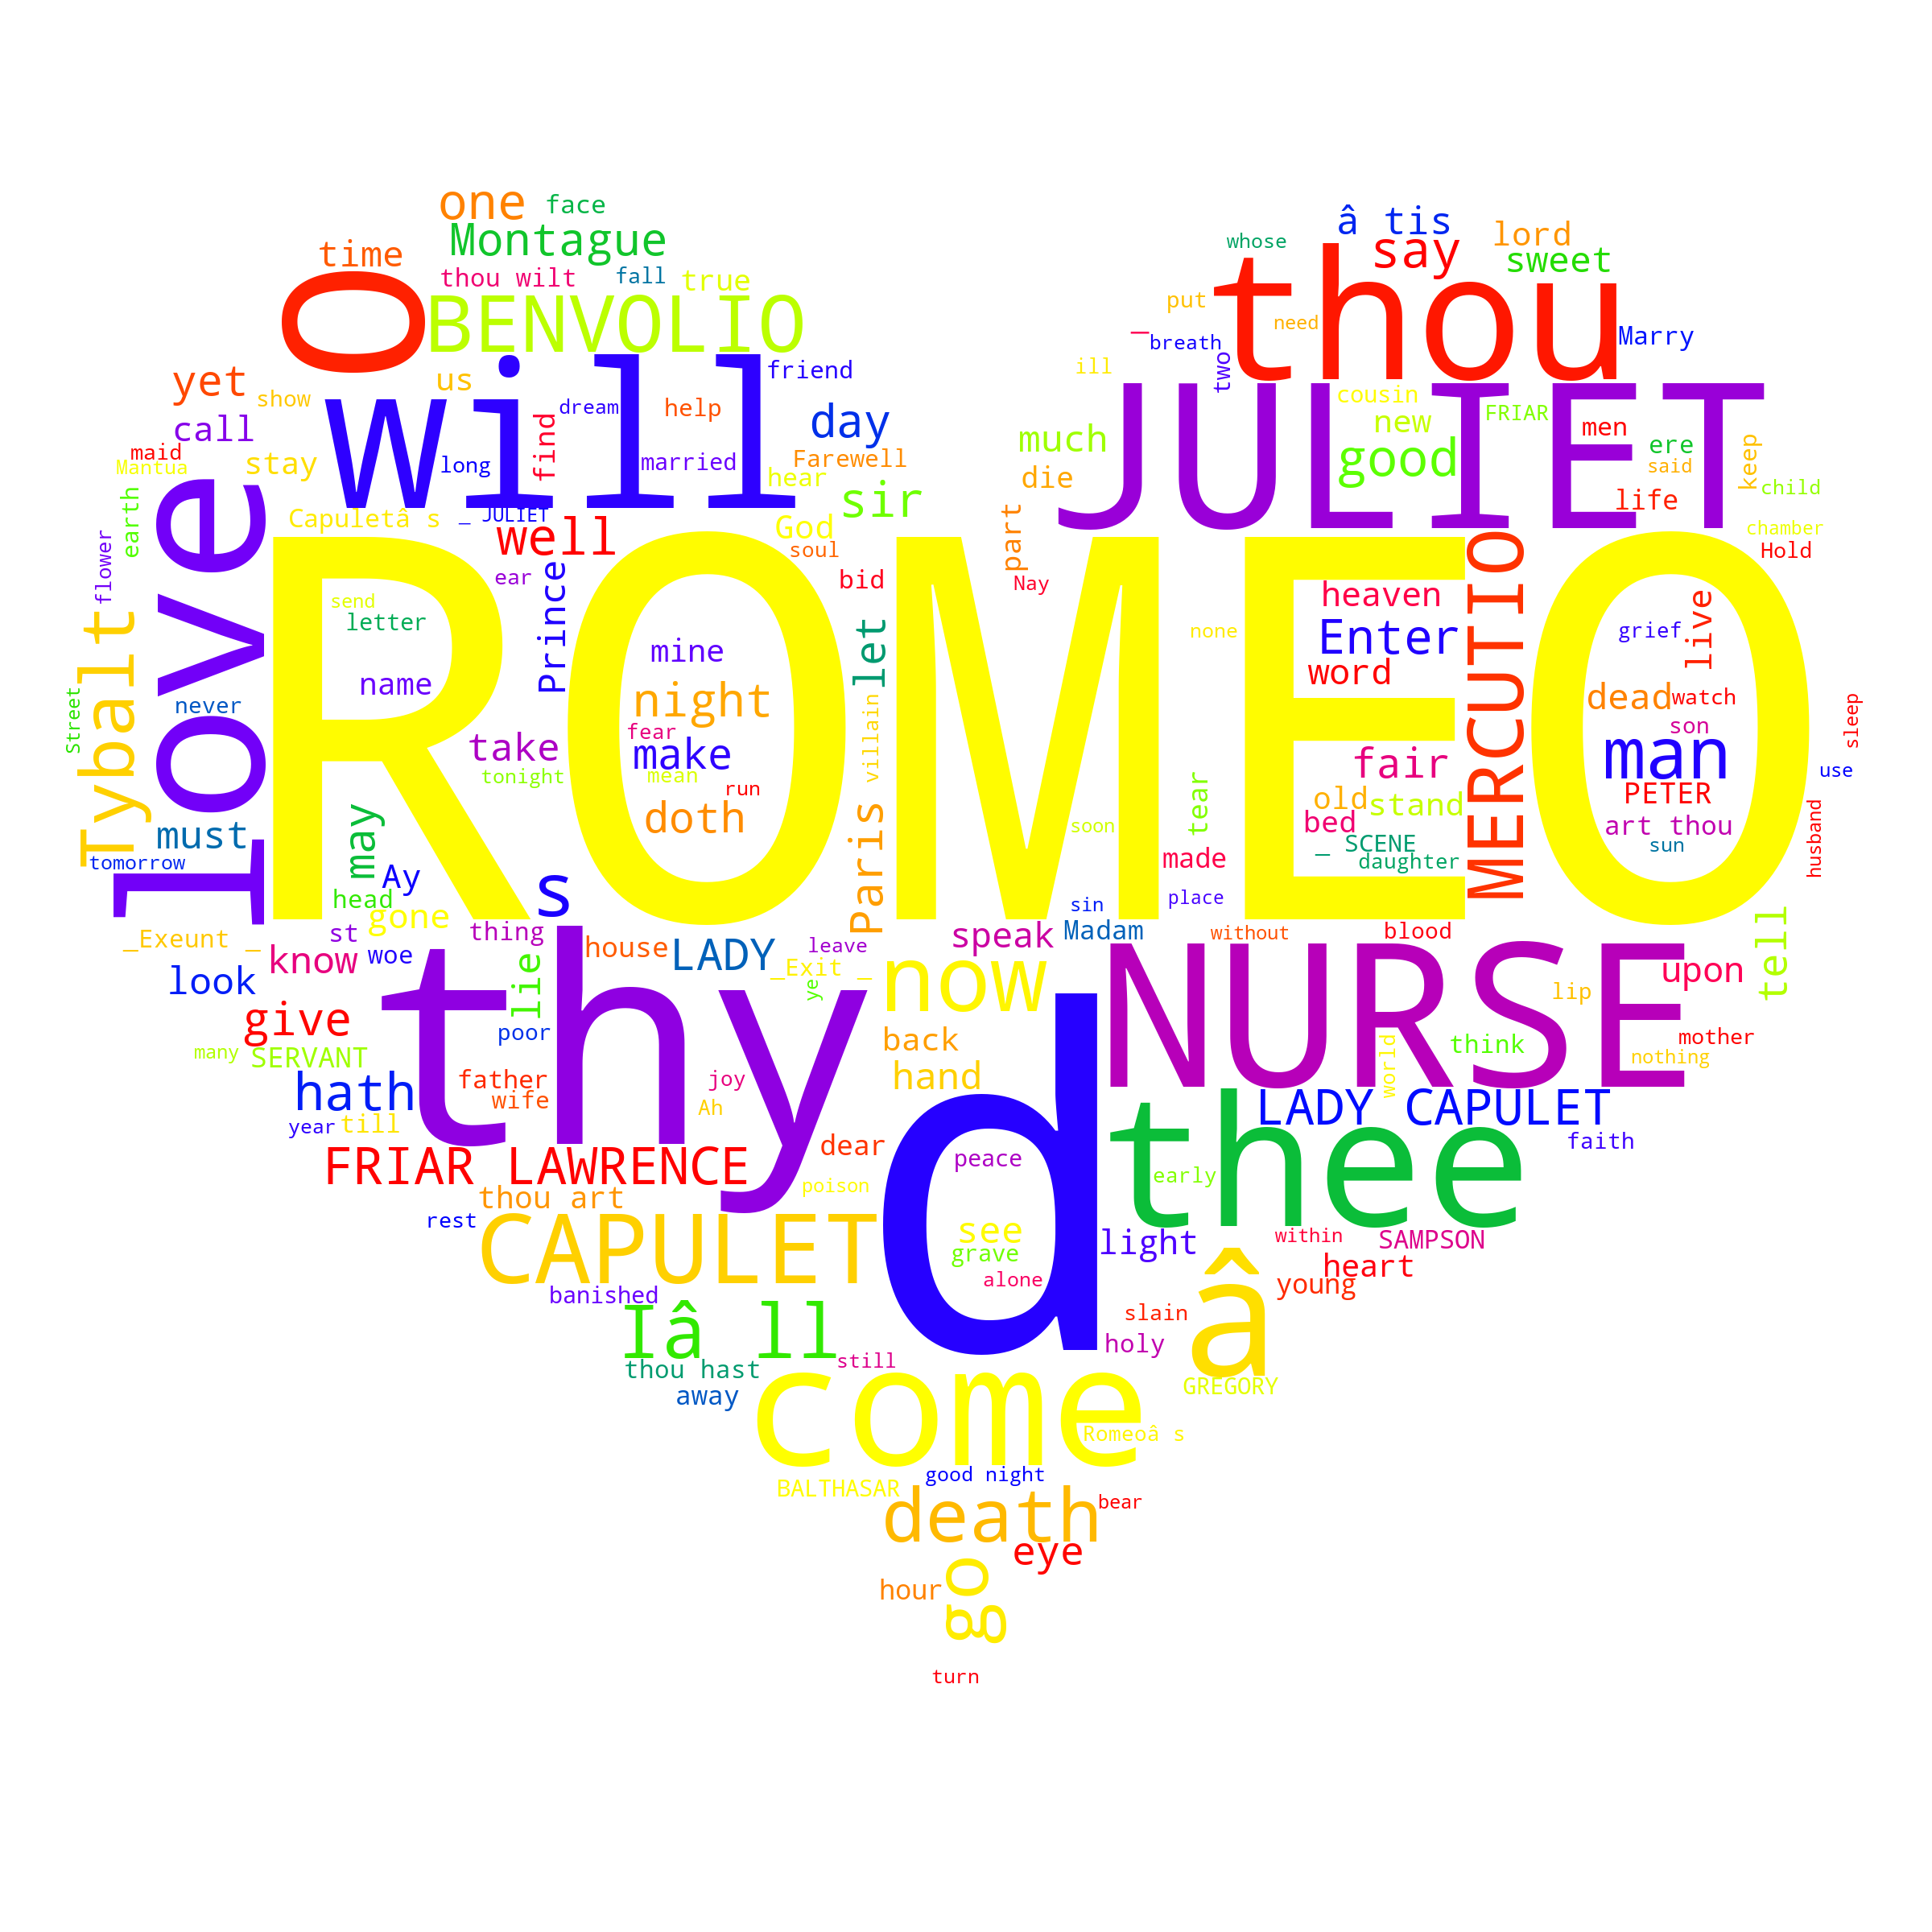 one
face
Montague
â tis
lord
whose
say
sweet
time
thou wilt
fall
true
thou
O
BENVOLIO
put
need
_
breath
Marry
will
friend
ill
two
yet
show
us
dream
help
day
JULIET
cousin
new
FRIAR
men
call
find
much
good
ere
maid
Mantua
stay
long
married
Farewell
hear
die
said
keep
child
love
sir
life
earth
Capuletâ s
_ JULIET
well
God
soul
part
chamber
Hold
flower
ROMEO
MERCUTIO
ear
Prince
bid
Nay
heaven
send
letter
Tybalt
mine
let
none
Enter
grief
live
name
night
word
dead
watch
never
Street
fear
make
villain
son
sleep
take
tonight
mean
run
fair
man
use
doth
Paris
soon
tear
old
stand
PETER
must
may
bed
art thou
tomorrow
made
_ SCENE
daughter
sun
husband
Ay
head
s
sin
place
gone
_Exeunt _
st
thing
house
LADY
leave
speak
Madam
without
blood
tell
know
woe
thy
_Exit _
ye
now
NURSE
upon
look
lie
d
lip
give
poor
back
world
think
mother
many
SERVANT
nothing
hath
father
wife
joy
hand
Ah
LADY CAPULET
year
till
thee
faith
FRIAR LAWRENCE
dear
peace
early
thou art
poison
rest
CAPULET
see
light
within
SAMPSON
grave
â
heart
banished
alone
young
Iâ ll
slain
holy
thou hast
still
away
come
GREGORY
Romeoâ s
BALTHASAR
good night
death
bear
eye
hour
go
turn